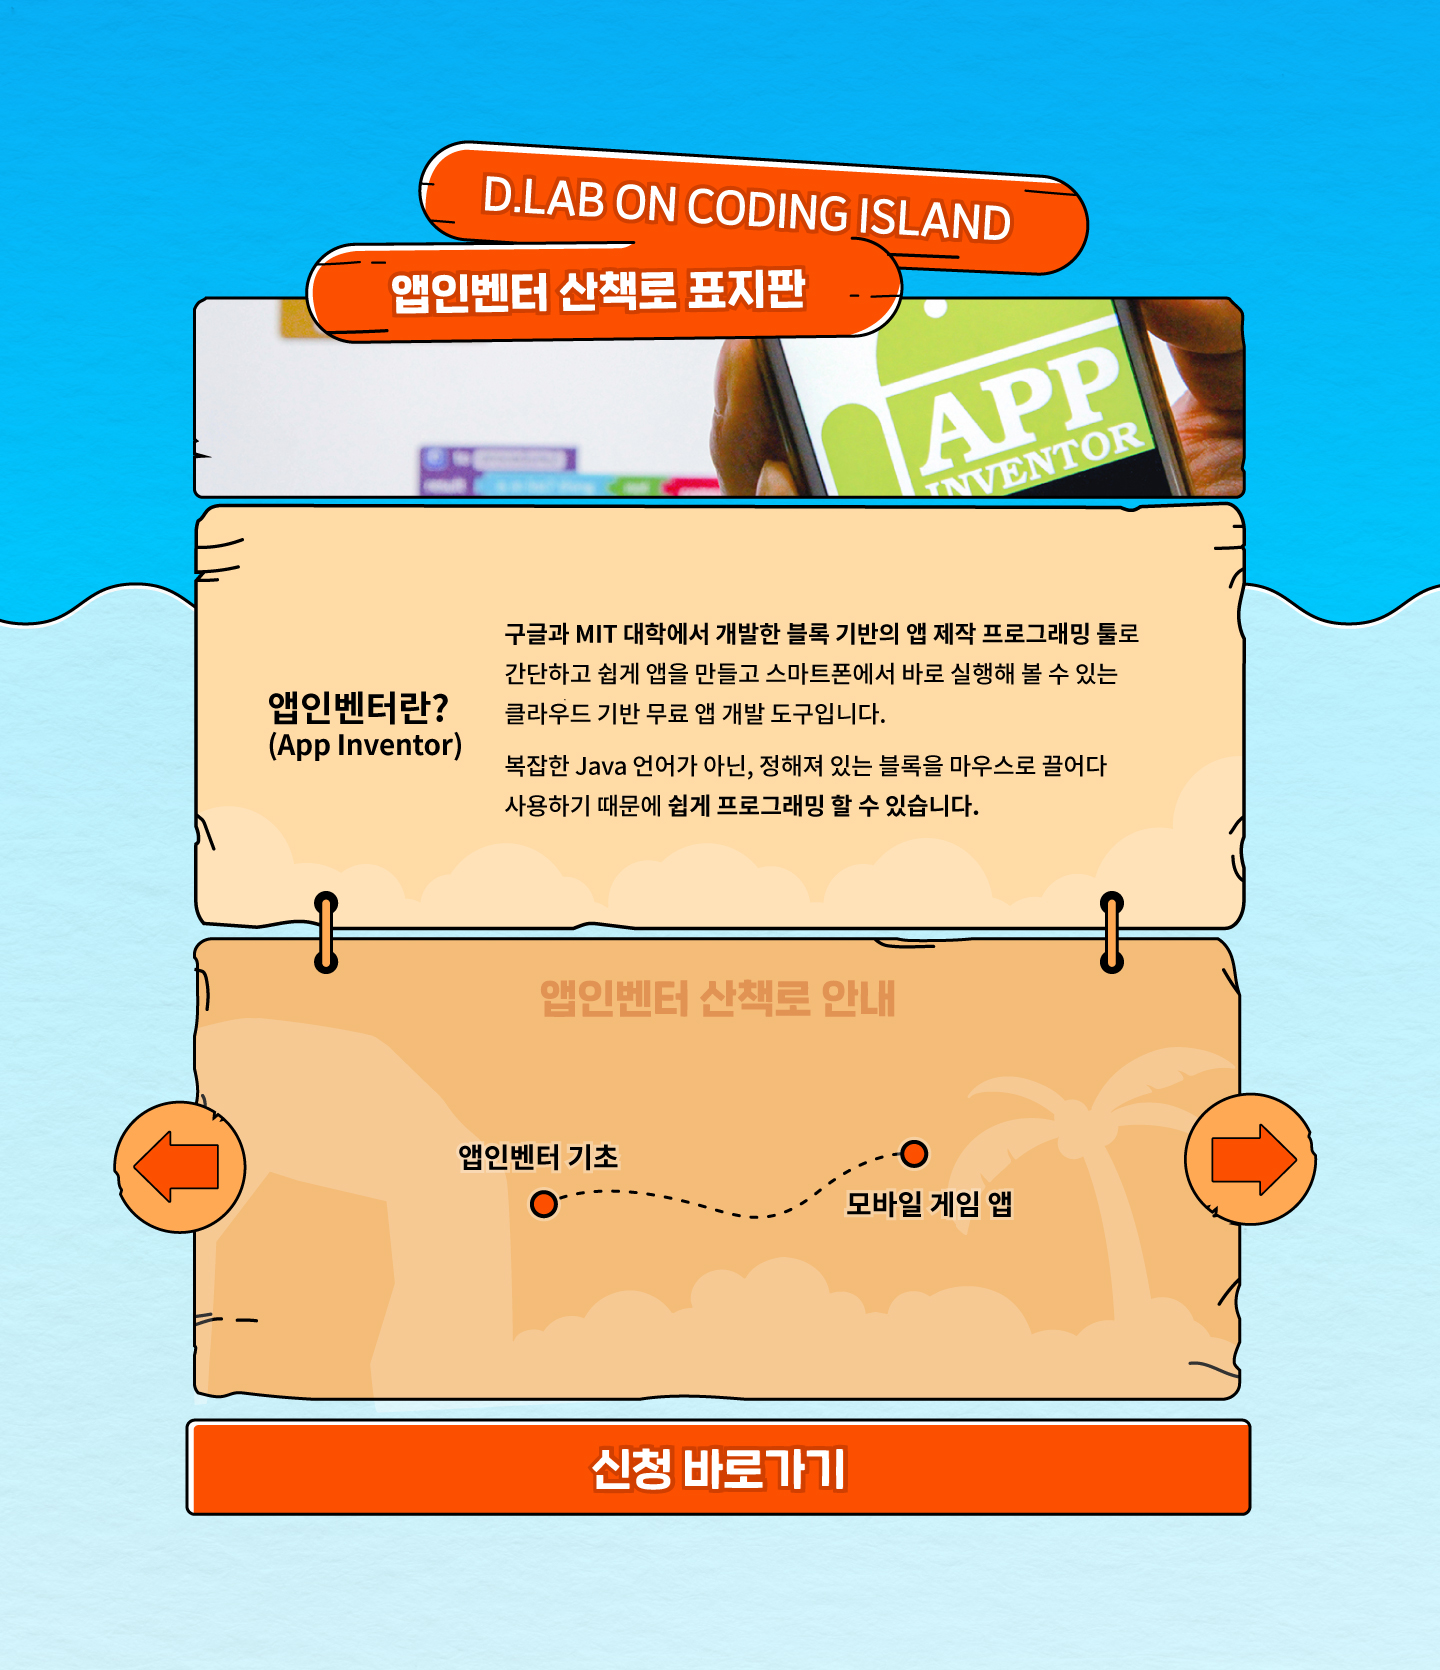 D.LAB ON CODING ISLAND
앱인벤터 산책로 표지판
APP
INVENTOR
구글과 MIT 대학에서 개발한 블록 기반의 앱 제작 프로그래밍 툴로
간단하고 쉽게 앱을 만들고 스마트폰에서 바로 실행해 볼 수 있는
클라우드 기반 무료 앱 개발 도구입니다.
앱인벤터란?
(App Inventor)
복잡한 Java 언어가 아닌, 정해져 있는 블록을 마우스로 끌어다
사용하기 때문에 쉽게 프로그래밍 할 수 있습니다.
앱인벤터 산책로 안내
앱인벤터 기초
모바일 게임 앱
신청 바로가기